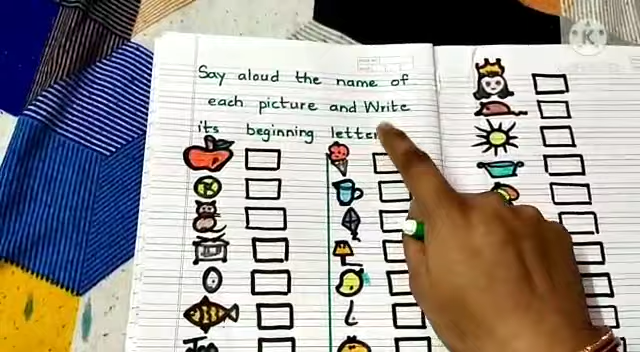 Say aloud the name of
each picture and Write
its beginning letter
K